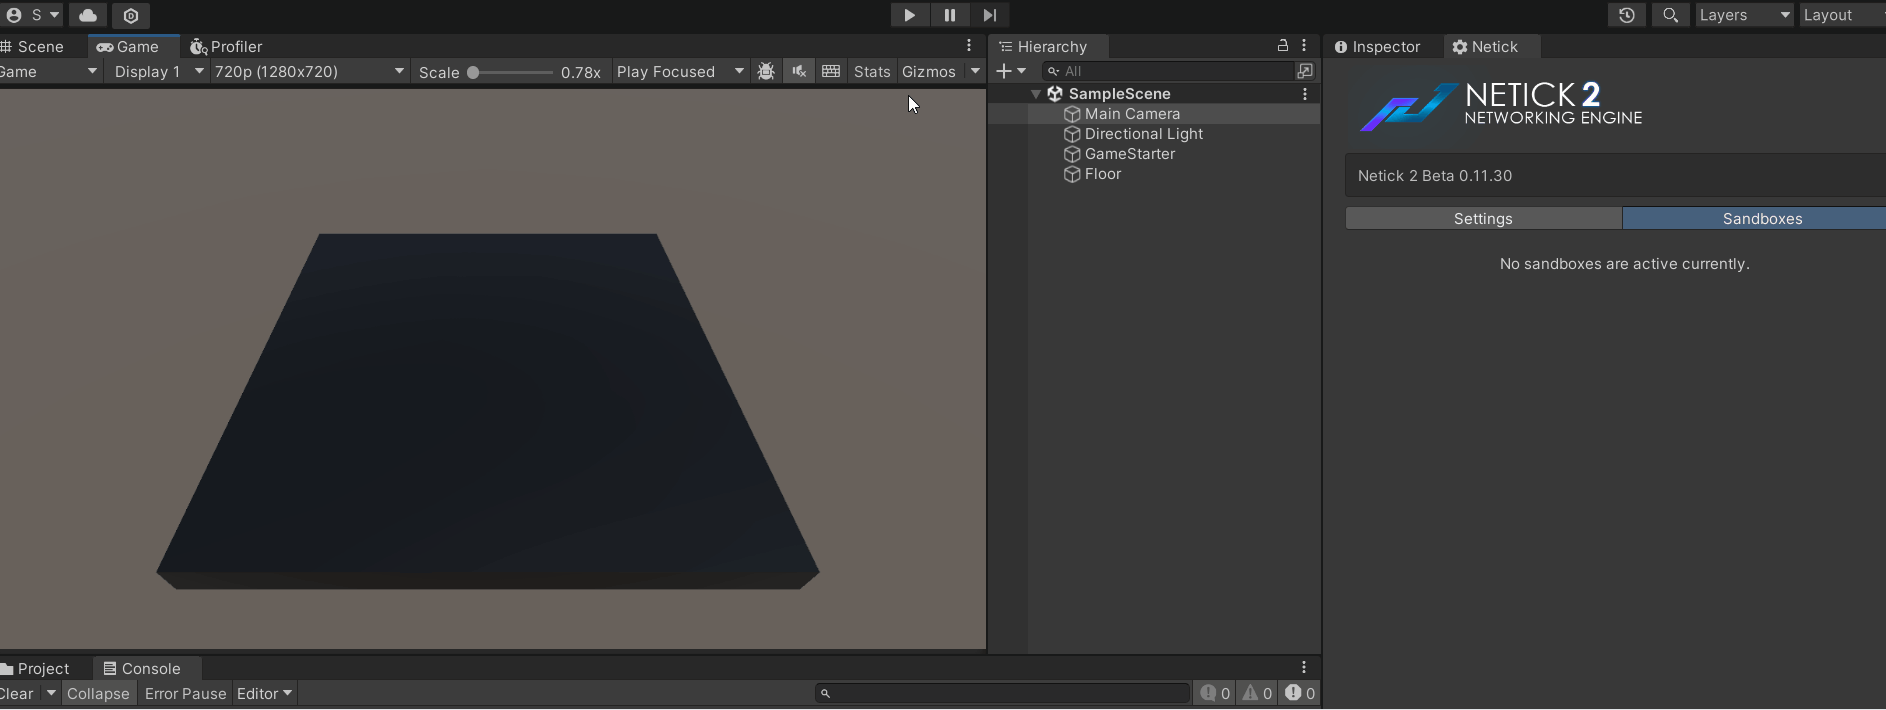 S
Layers
Layout
Scene
Game
Profiler
Hierarchy
Inspector
Netick
Game
Display 1
720p (1280x720)
Scale
0.78x
Play Focused
Stats
Gizmos
All
SampleScene
Main Camera
Directional Light
GameStarter
Floor
NETICK 2
NETWORKING ENGINE
Netick 2 Beta 0.11.30
Settings
Sandboxes
No sandboxes are active currently.
Project
Console
Clear
Collapse
Error Pause
Editor
0
0
0